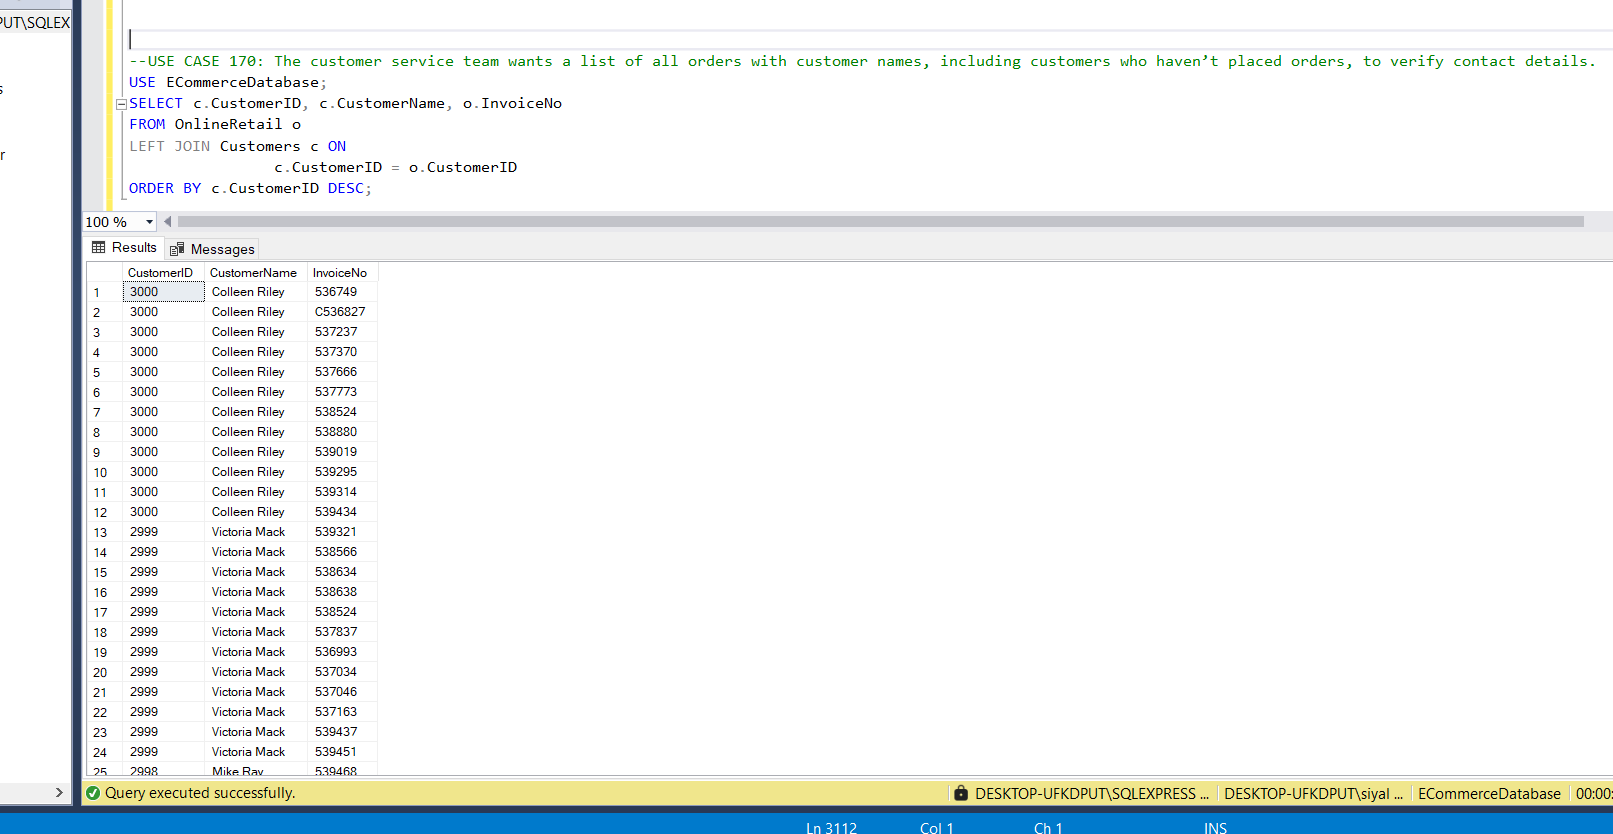 PUT\SQLEX
s
r
--USE CASE 170: The customer service team wants a list of all orders with customer names, including customers who haven’t placed orders, to verify contact details.
USE ECommerceDatabase;
SELECT c.CustomerID, c.CustomerName, o.InvoiceNo
FROM OnlineRetail o
LEFT JOIN Customers c ON
c.CustomerID = o.CustomerID
ORDER BY c.CustomerID DESC;
100 %
Results Messages
CustomerID CustomerName InvoiceNo
1 3000 Colleen Riley 536749
2 3000 Colleen Riley C536827
3 3000 Colleen Riley 537237
4 3000 Colleen Riley 537370
5 3000 Colleen Riley 537666
6 3000 Colleen Riley 537773
7 3000 Colleen Riley 538524
8 3000 Colleen Riley 538880
9 3000 Colleen Riley 539019
10 3000 Colleen Riley 539295
11 3000 Colleen Riley 539314
12 3000 Colleen Riley 539434
13 2999 Victoria Mack 539321
14 2999 Victoria Mack 538566
15 2999 Victoria Mack 538634
16 2999 Victoria Mack 538638
17 2999 Victoria Mack 538524
18 2999 Victoria Mack 537837
19 2999 Victoria Mack 536993
20 2999 Victoria Mack 537034
21 2999 Victoria Mack 537046
22 2999 Victoria Mack 537163
23 2999 Victoria Mack 539437
24 2999 Victoria Mack 539451
25 2998 Mike Ray 539468
Query executed successfully. DESKTOP-UFKDPUT\SQLEXPRESS ... DESKTOP-UFKDPUT\siyal ... ECommerceDatabase 00:00:
Ln 3112 Col 1 Ch 1 INS